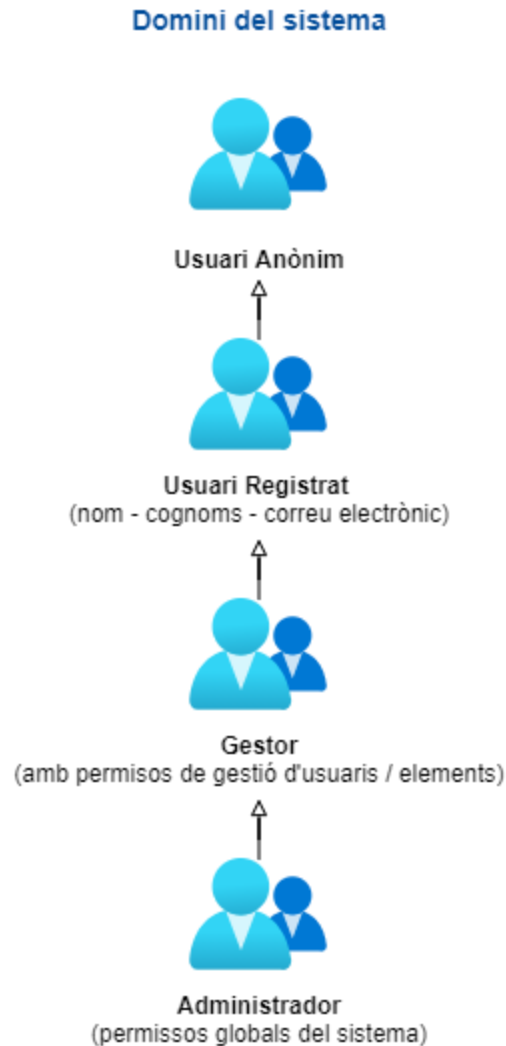 Domini del sistema
Usuari Anònim
Usuari Registrat
(nom - cognoms - correu electrònic)
Gestor
(amb permisos de gestió d'usuaris / elements)
Administrador
(permissos globals del sistema)